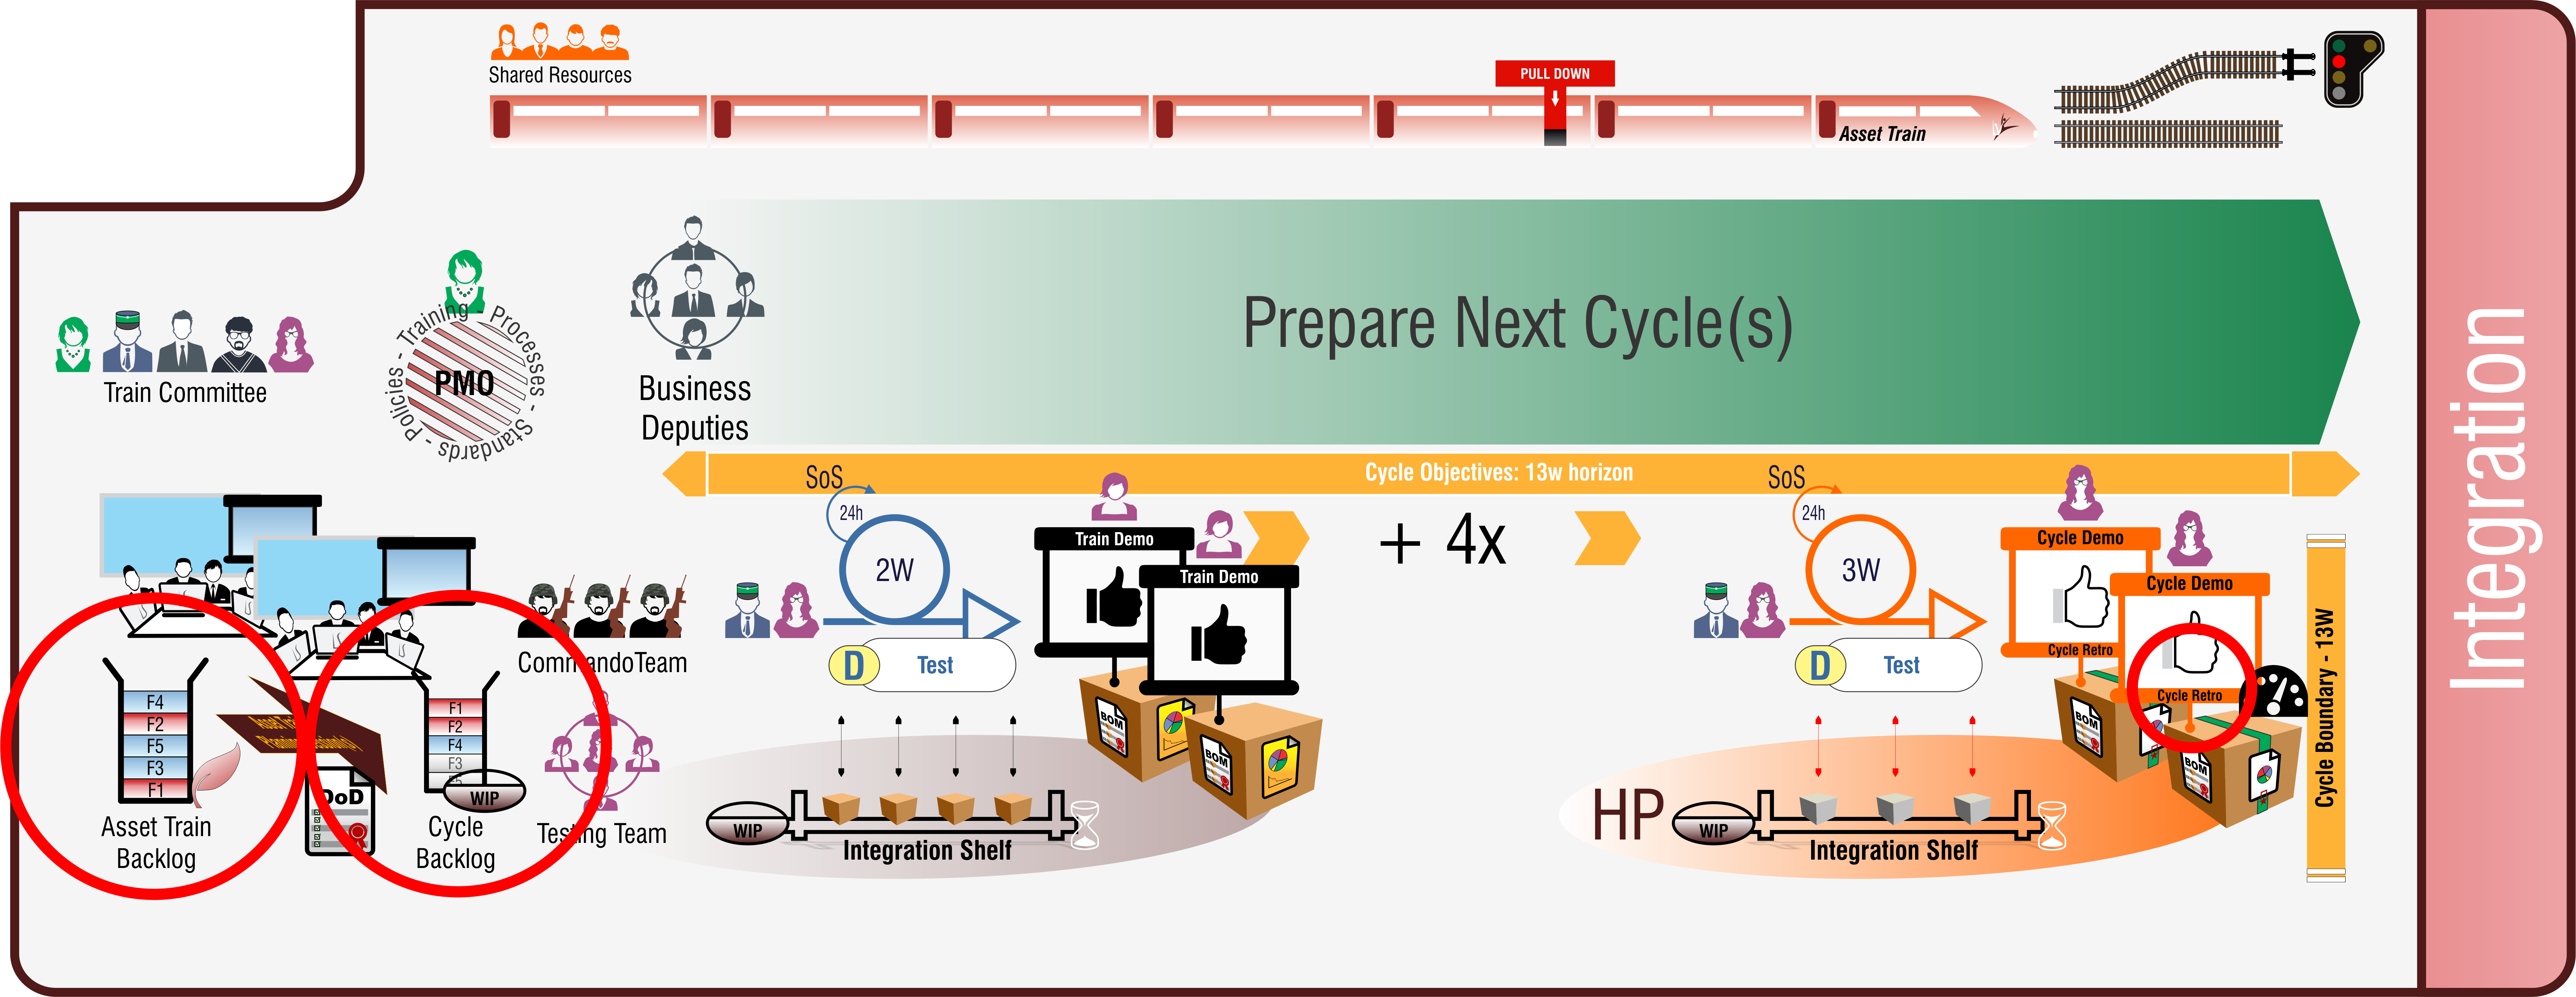 Shared Resources
PULL DOWN
Asset Train
Train Committee
Policies - Training - Processes - Standards -
PMO
Business
Deputies
Prepare Next Cycle(s)
Integration
Cycle Objectives: 13w horizon
SoS
24h
2W
D
Test
Train Demo
Train Demo
+ 4x
SoS
24h
3W
D
Test
Cycle Demo
Cycle Retro
Cycle Demo
Cycle Retro
Cycle Boundary - 13W
CommandoTeam
Testing Team
F4
F2
F5
F3
F1
Asset Train
Backlog
DoD
F1
F2
F4
F3
F5
WIP
Cycle
Backlog
BOM
BOM
WIP
Integration Shelf
HP
WIP
Integration Shelf
BOM
BOM